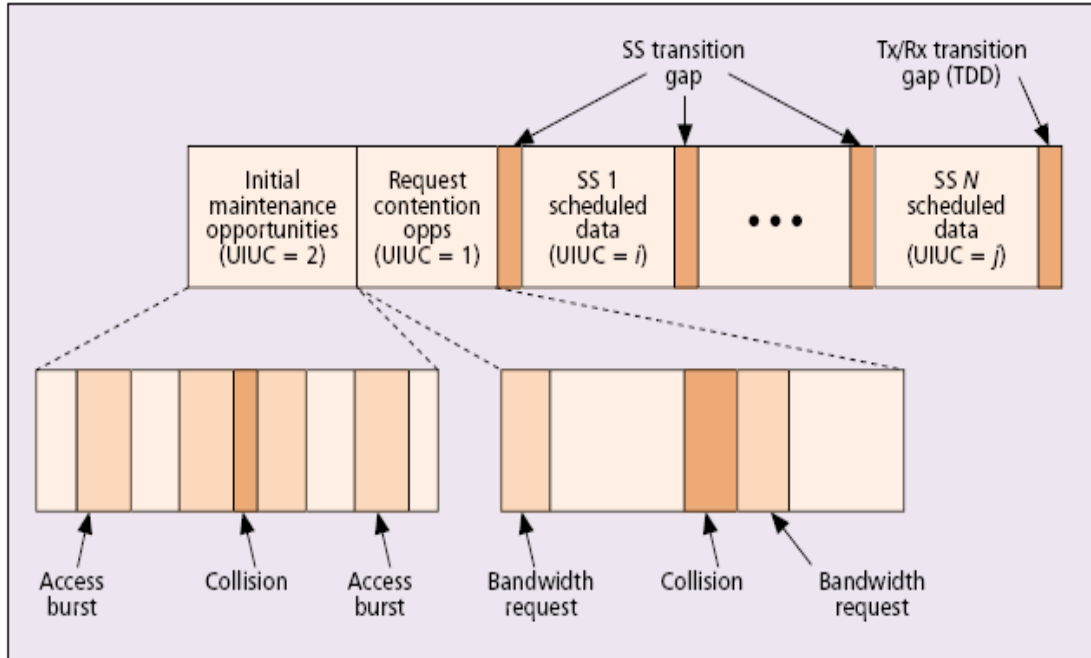 SS transition
gap
Tx/Rx transition
gap (TDD)
Initial
maintenance
opportunities
(UIUC = 2)
Request
contention
opps
(UIUC = 1)
SS 1
scheduled
data
(UIUC = i)
•••
SS N
scheduled
data
(UIUC = j)
Access
burst
Collision
Access
burst
Bandwidth
request
Collision
Bandwidth
request